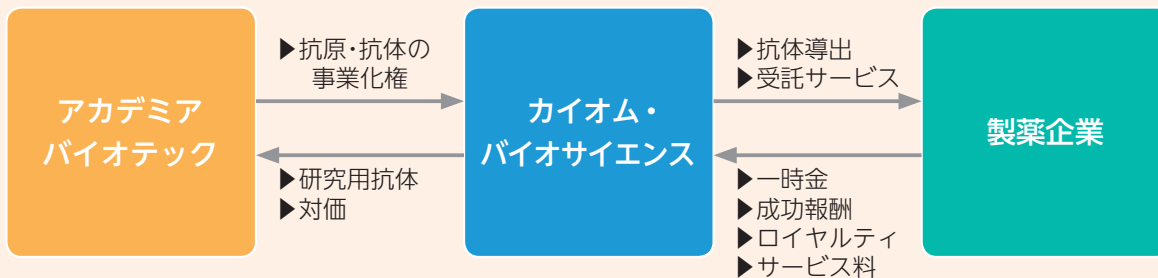 アカデミア
バイオテック
▶抗原・抗体の
事業化権
▶研究用抗体
▶対価
カイオム・
バイオサイエンス
▶抗体導出
▶受託サービス
▶一時金
▶成功報酬
▶ロイヤルティ
▶サービス料
製薬企業